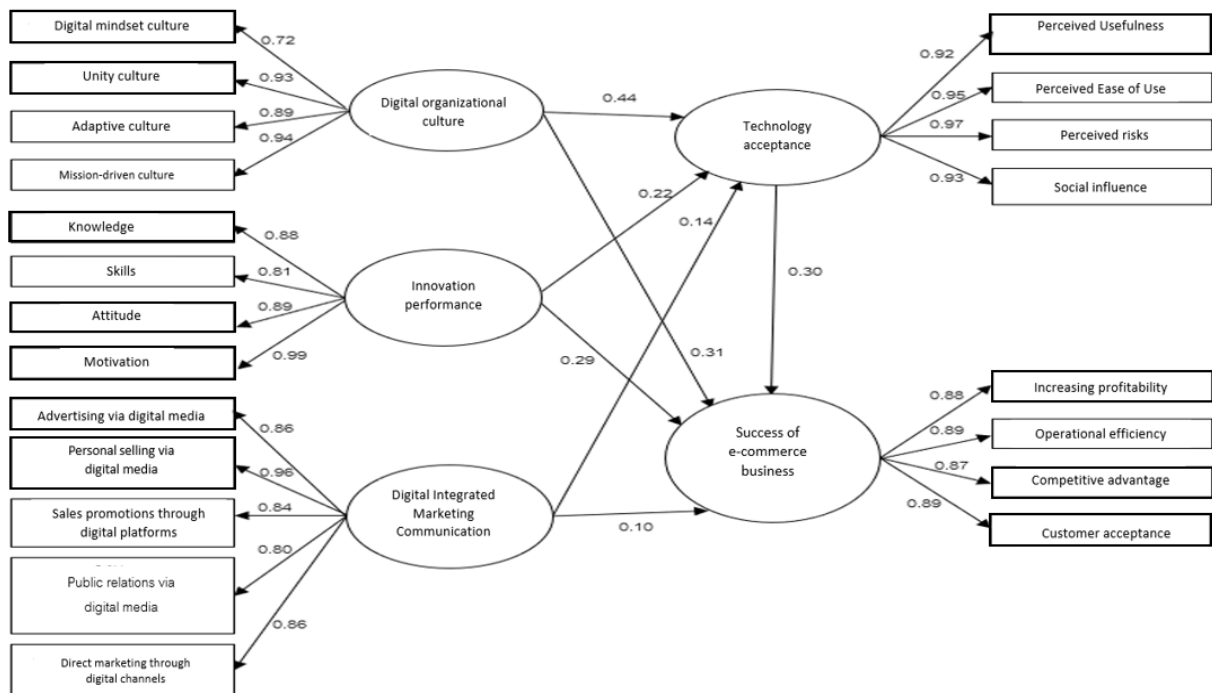 Digital mindset culture
Unity culture
Adaptive culture
Mission-driven culture
Knowledge
Skills
Attitude
Motivation
Advertising via digital media
Personal selling via
digital media
Sales promotions through
digital platforms
Public relations via
digital media
Direct marketing through
digital channels
0.72
0.93
0.89
0.94
0.88
0.81
0.89
0.99
0.86
0.96
0.84
0.80
0.86
Digital organizational
culture
Innovation
performance
Digital Integrated
Marketing
Communication
0.44
0.22
0.14
0.31
0.29
0.10
0.30
Technology
acceptance
Success of
e-commerce
business
0.92
0.95
0.97
0.93
0.88
0.89
0.87
0.89
Perceived Usefulness
Perceived Ease of Use
Perceived risks
Social influence
Increasing profitability
Operational efficiency
Competitive advantage
Customer acceptance